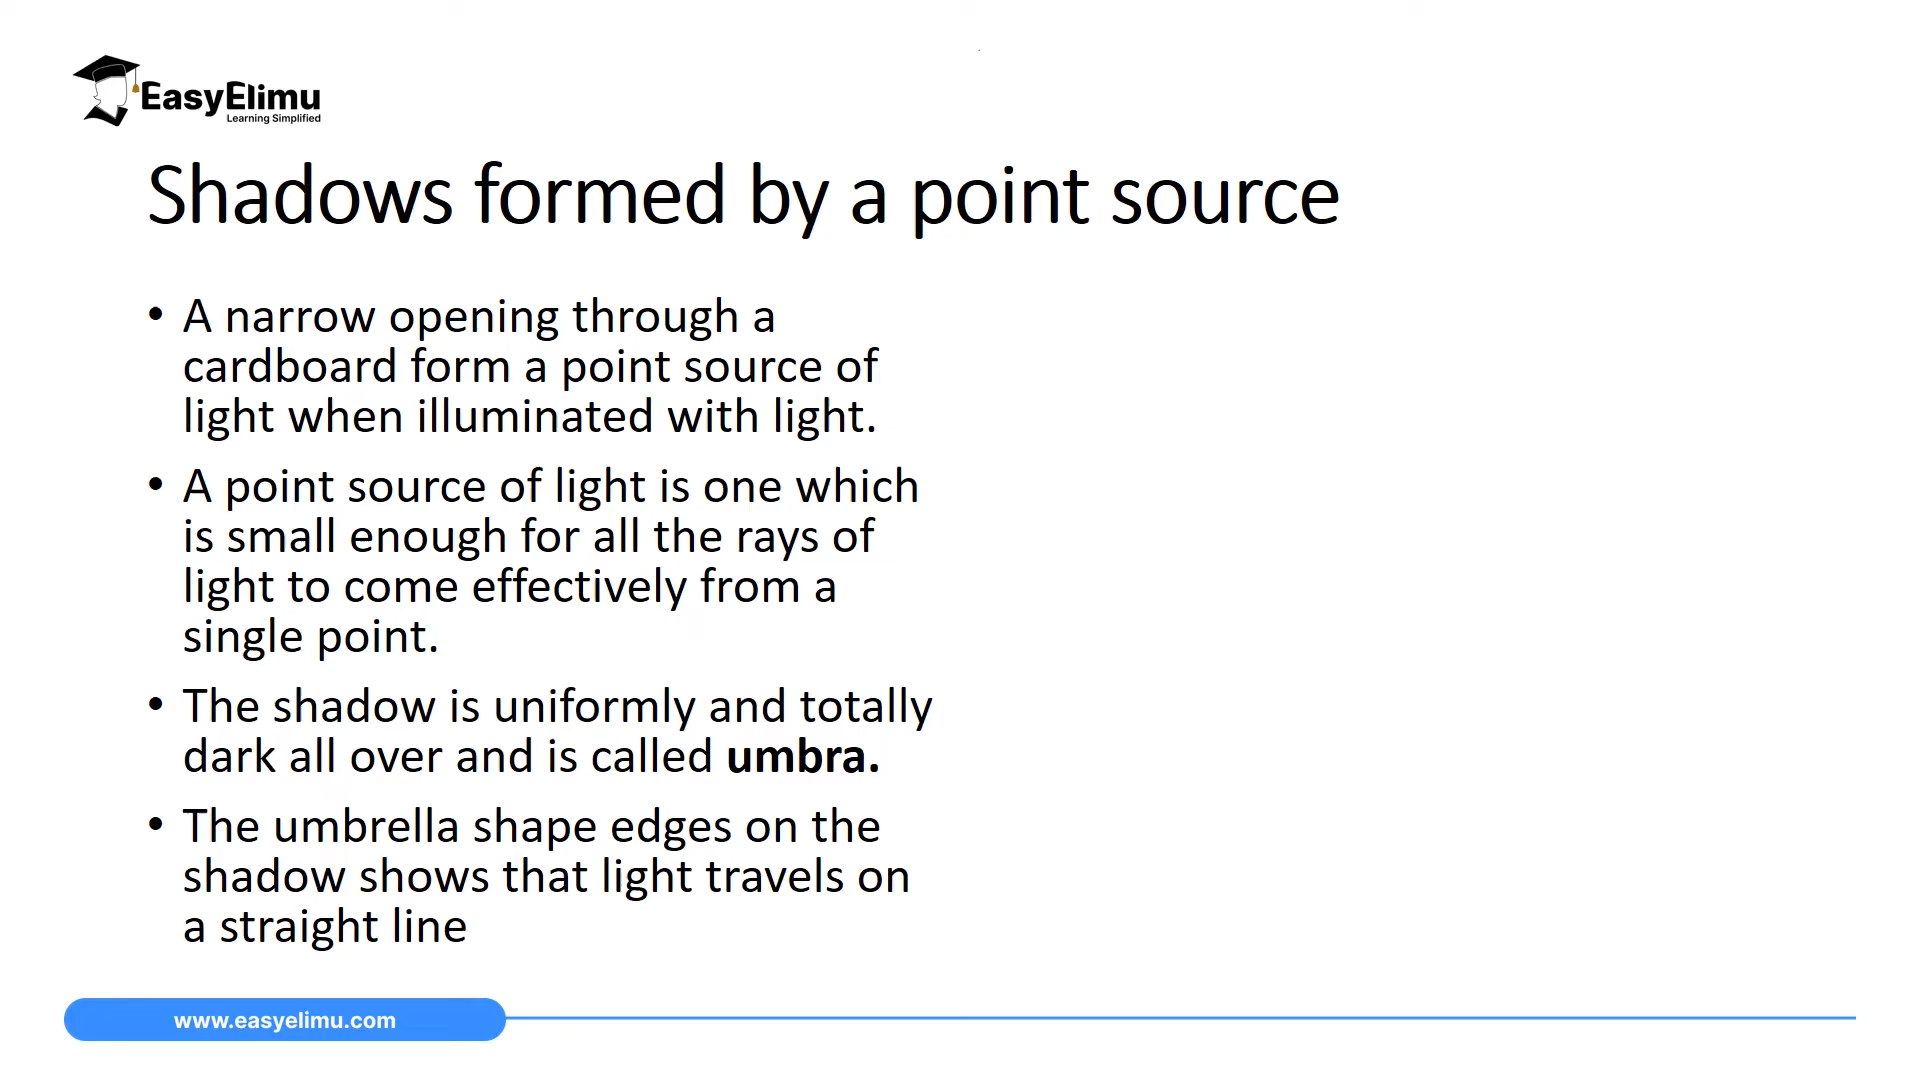 EasyElimu
Learning Simplified
Shadows formed by a point source
• A narrow opening through a
cardboard form a point source of
light when illuminated with light.
• A point source of light is one which
is small enough for all the rays of
light to come effectively from a
single point.
• The shadow is uniformly and totally
dark all over and is called umbra.
• The umbrella shape edges on the
shadow shows that light travels on
a straight line
www.easyelimu.com